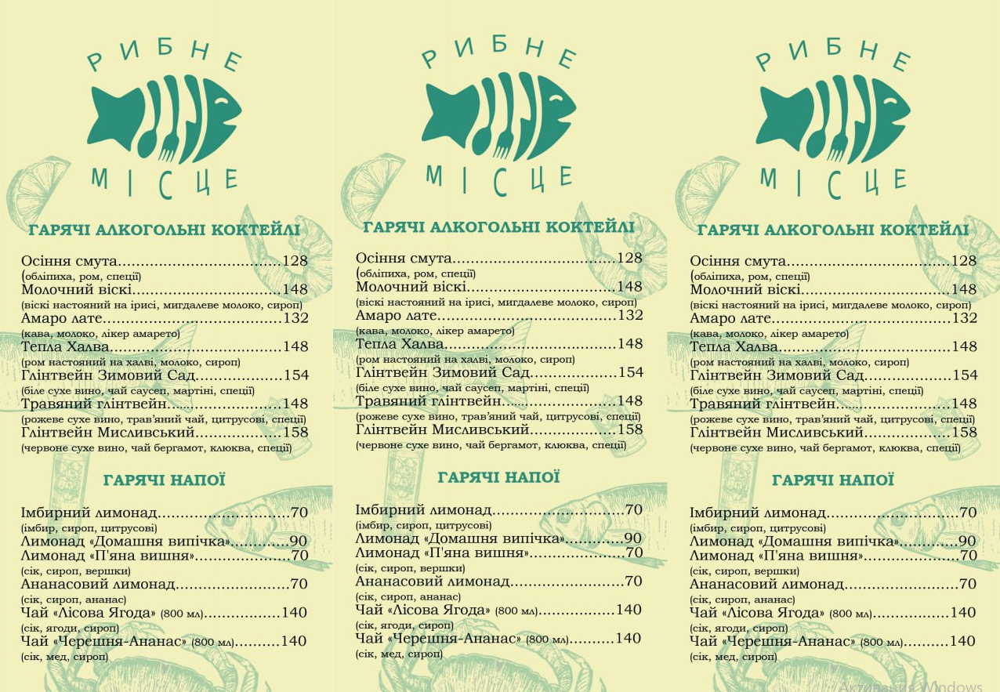 РИБНЕ
МІСЦЕ
ГАРЯЧІ АЛКОГОЛЬНІ КОКТЕЙЛІ
Осіння смута....................................128
(обліпиха, ром, спеції)
Молочний віскі.................................148
(віскі настояний на ірисі, мигдалеве молоко, сироп)
Амаро лате.......................................132
(кава, молоко, лікер амарето)
Тепла Халва......................................148
(ром настояний на халві, молоко, сироп)
Глінтвейн Зимовий Сад...................154
(біле сухе вино, чай саусеп, мартіні, спеції)
Травяний глінтвейн.........................148
(рожеве сухе вино, трав’яний чай, цитрусові, спеції)
Глінтвейн Мисливський...................158
(червоне сухе вино, чай бергамот, клюква, спеції)
ГАРЯЧІ НАПОЇ
Імбирний лимонад.............................70
(імбир, сироп, цитрусові)
Лимонад «Домашня випічка».............90
Лимонад «П'яна вишня».....................70
(сік, сироп, вершки)
Ананасовий лимонад.........................70
(сік, сироп, ананас)
Чай «Лісова Ягода» (800 мл).................140
(сік, ягоди, сироп)
Чай «Черешня-Ананас» (800 мл)..........140
(сік, мед, сироп)
РИБНЕ
МІСЦЕ
ГАРЯЧІ АЛКОГОЛЬНІ КОКТЕЙЛІ
Осіння смута....................................128
(обліпиха, ром, спеції)
Молочний віскі.................................148
(віскі настояний на ірисі, мигдалеве молоко, сироп)
Амаро лате.......................................132
(кава, молоко, лікер амарето)
Тепла Халва......................................148
(ром настояний на халві, молоко, сироп)
Глінтвейн Зимовий Сад...................154
(біле сухе вино, чай саусеп, мартіні, спеції)
Травяний глінтвейн.........................148
(рожеве сухе вино, трав’яний чай, цитрусові, спеції)
Глінтвейн Мисливський...................158
(червоне сухе вино, чай бергамот, клюква, спеції)
ГАРЯЧІ НАПОЇ
Імбирний лимонад.............................70
(імбир, сироп, цитрусові)
Лимонад «Домашня випічка».............90
Лимонад «П'яна вишня».....................70
(сік, сироп, вершки)
Ананасовий лимонад.........................70
(сік, сироп, ананас)
Чай «Лісова Ягода» (800 мл).................140
(сік, ягоди, сироп)
Чай «Черешня-Ананас» (800 мл)..........140
(сік, мед, сироп)
РИБНЕ
МІСЦЕ
ГАРЯЧІ АЛКОГОЛЬНІ КОКТЕЙЛІ
Осіння смута....................................128
(обліпиха, ром, спеції)
Молочний віскі.................................148
(віскі настояний на ірисі, мигдалеве молоко, сироп)
Амаро лате.......................................132
(кава, молоко, лікер амарето)
Тепла Халва......................................148
(ром настояний на халві, молоко, сироп)
Глінтвейн Зимовий Сад...................154
(біле сухе вино, чай саусеп, мартіні, спеції)
Травяний глінтвейн.........................148
(рожеве сухе вино, трав’яний чай, цитрусові, спеції)
Глінтвейн Мисливський...................158
(червоне сухе вино, чай бергамот, клюква, спеції)
ГАРЯЧІ НАПОЇ
Імбирний лимонад.............................70
(імбир, сироп, цитрусові)
Лимонад «Домашня випічка».............90
Лимонад «П'яна вишня».....................70
(сік, сироп, вершки)
Ананасовий лимонад.........................70
(сік, сироп, ананас)
Чай «Лісова Ягода» (800 мл).................140
(сік, ягоди, сироп)
Чай «Черешня-Ананас» (800 мл)..........140
(сік, мед, сироп)
Активация Windows